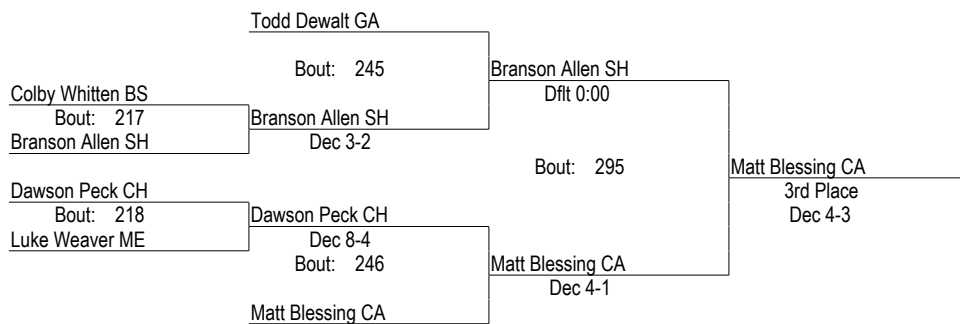 Todd Dewalt GA
Bout: 245
Branson Allen SH
Dflt 0:00
Colby Whitten BS
Bout: 217
Branson Allen SH
Branson Allen SH
Dec 3-2
Bout: 295
Matt Blessing CA
3rd Place
Dec 4-3
Dawson Peck CH
Bout: 218
Luke Weaver ME
Dawson Peck CH
Dec 8-4
Bout: 246
Matt Blessing CA
Dec 4-1
Matt Blessing CA